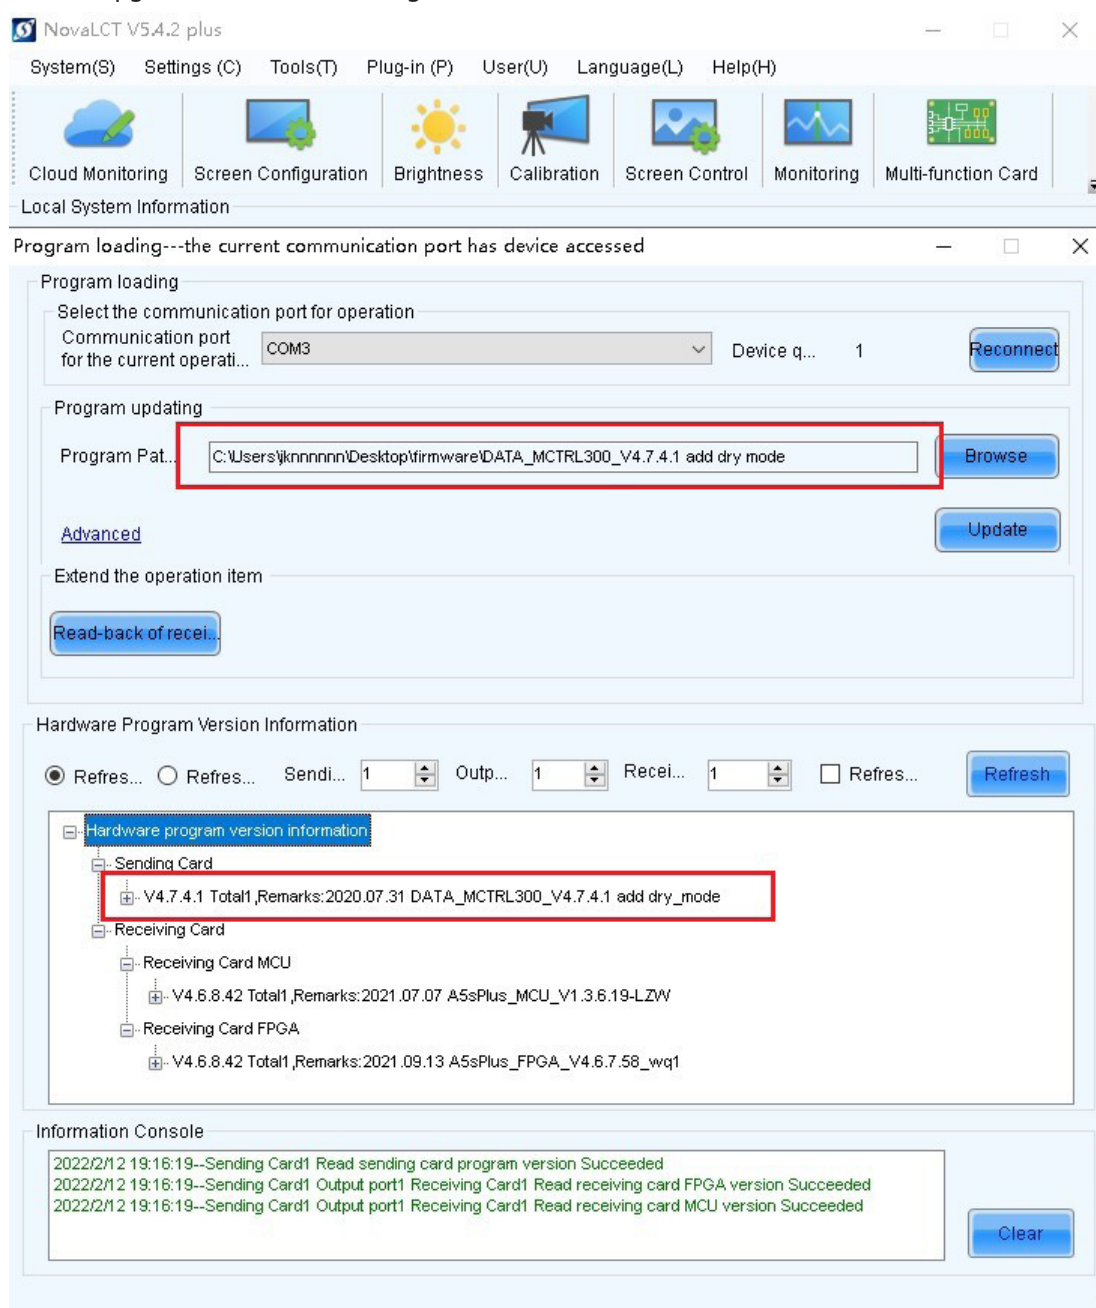 NovaLCT V5.4.2 plus
System(S) Settings (C) Tools(T) Plug-in (P) User(U) Language(L) Help(H)
Cloud Monitoring Screen Configuration Brightness Calibration Screen Control Monitoring Multi-function Card
Local System Information
Program loading---the current communication port has device accessed
Program loading
Select the communication port for operation
Communication port
for the current operati... COM3 Device q... 1 Reconnect
Program updating
Program Pat... C:\Users\jknnnnnn\Desktop\firmware\DATA_MCTRL300_V4.7.4.1 add dry mode Browse
Advanced Update
Extend the operation item
Read-back of recei...
Hardware Program Version Information
Refres... Refres... Sendi... 1 Outp... 1 Recei... 1 Refres... Refresh
Hardware program version information
Sending Card
V4.7.4.1 Total1 ,Remarks:2020.07.31 DATA_MCTRL300_V4.7.4.1 add dry_mode
Receiving Card
Receiving Card MCU
V4.6.8.42 Total1 ,Remarks:2021.07.07 A5sPlus_MCU_V1.3.6.19-LZW
Receiving Card FPGA
V4.6.8.42 Total1 ,Remarks:2021.09.13 A5sPlus_FPGA_V4.6.7.58_wq1
Information Console
2022/2/12 19:16:19--Sending Card1 Read sending card program version Succeeded
2022/2/12 19:16:19--Sending Card1 Output port1 Receiving Card1 Read receiving card FPGA version Succeeded
2022/2/12 19:16:19--Sending Card1 Output port1 Receiving Card1 Read receiving card MCU version Succeeded
Clear